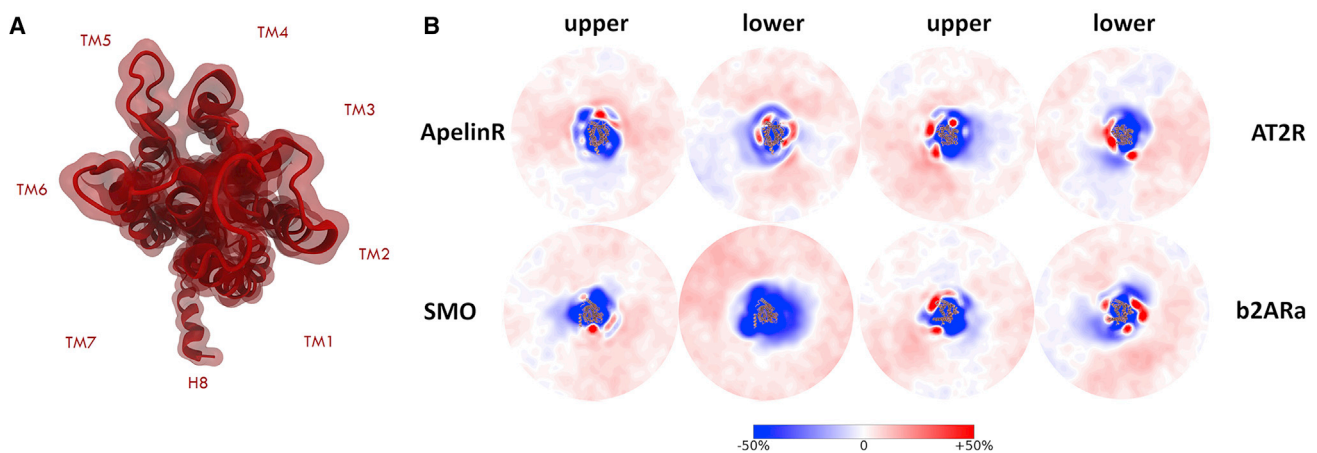 A
TM5
TM4
TM3
TM6
TM2
TM7
TM1
H8
B
upper
lower
upper
lower
ApelinR
AT2R
SMO
b2ARa
-50%
0
+50%